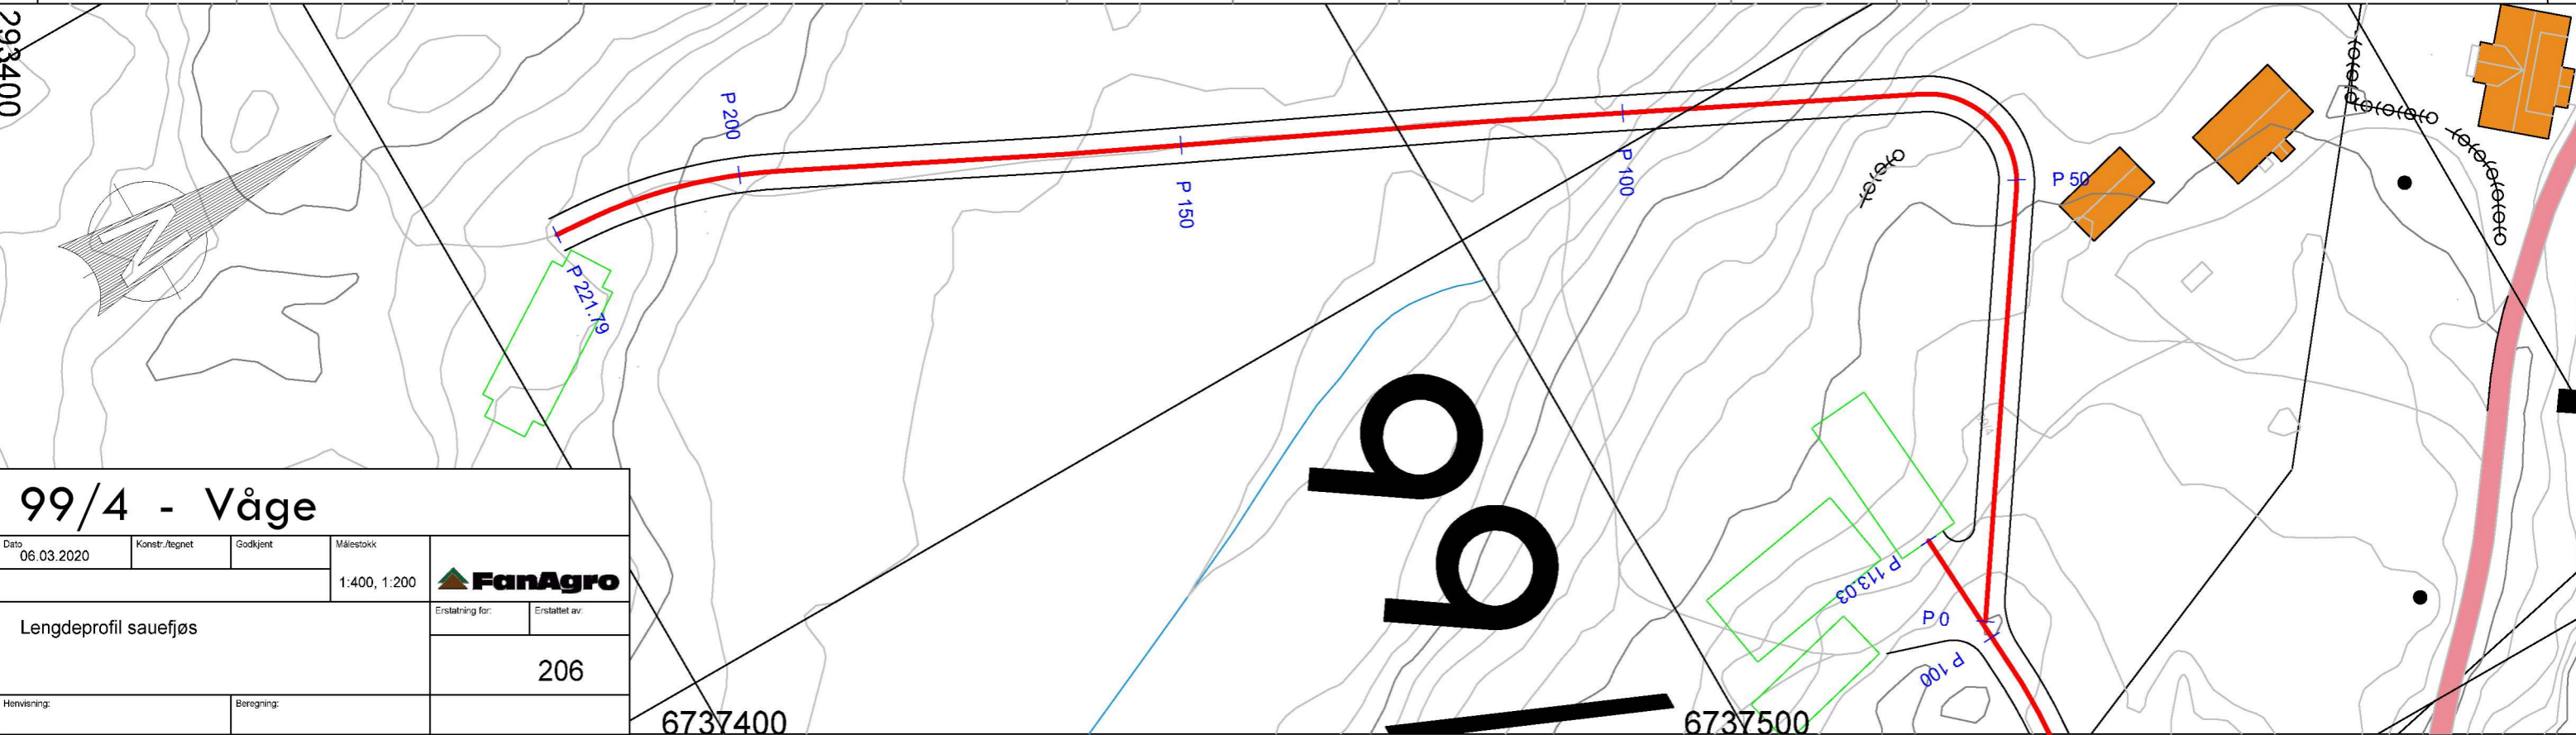 293400
P 200
P 150
P 100
P 50
P 221.79
N
99
P 113.03
P 0
P 100
6737400
6737500
99/4 - Våge
Dato
06.03.2020
Konstr./tegnet
Godkjent
Målestokk
1:400, 1:200
FanAgro
Erstatning for:
Erstattet av:
Lengdeprofil sauefjøs
206
Henvisning:
Beregning: